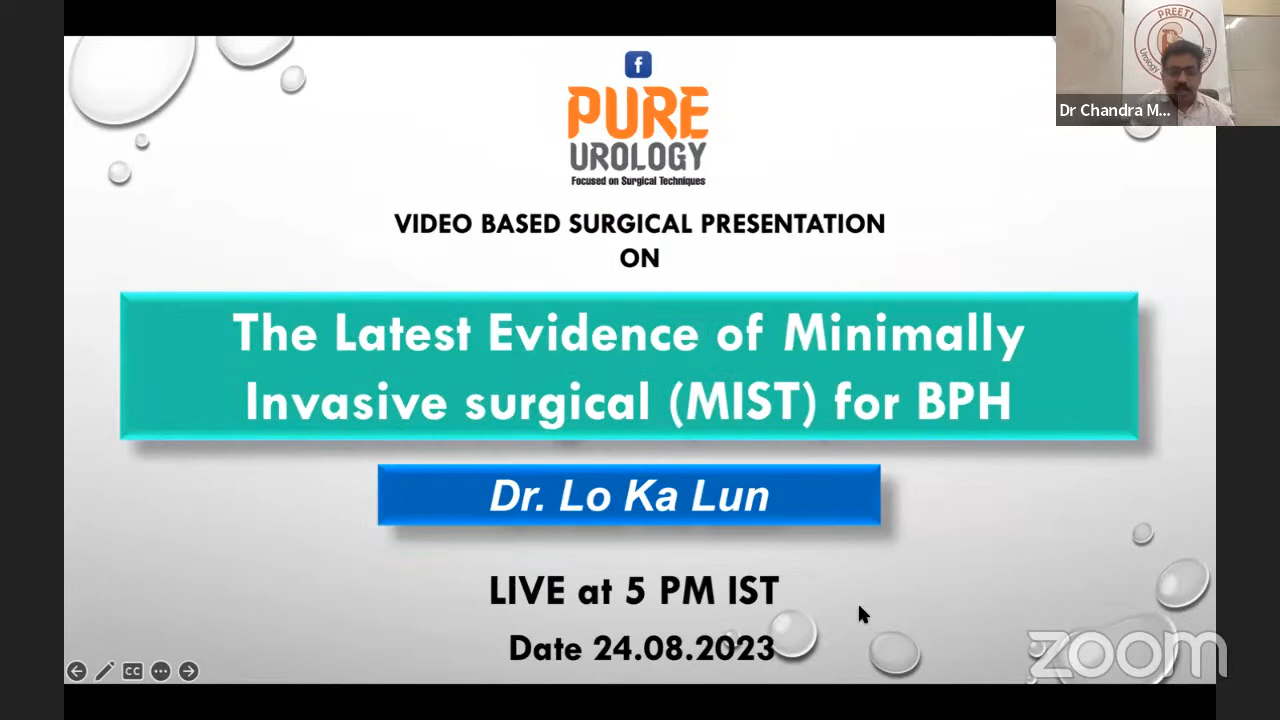 f
PURE
UROLOGY
Focused on Surgical Techniques
VIDEO BASED SURGICAL PRESENTATION
ON
The Latest Evidence of Minimally
Invasive surgical (MIST) for BPH
Dr. Lo Ka Lun
LIVE at 5 PM IST
Date 24.08.2023
PREETI
Urology
Dr Chandra M...
CC
zoom